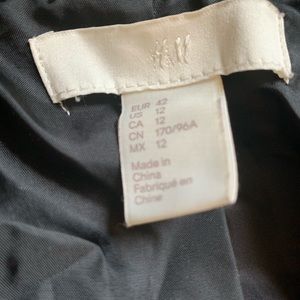 H&M
EUR 42
US 12
CA 12
CN 170/96A
MX 12
Made in
China
Fabriqué en
Chine